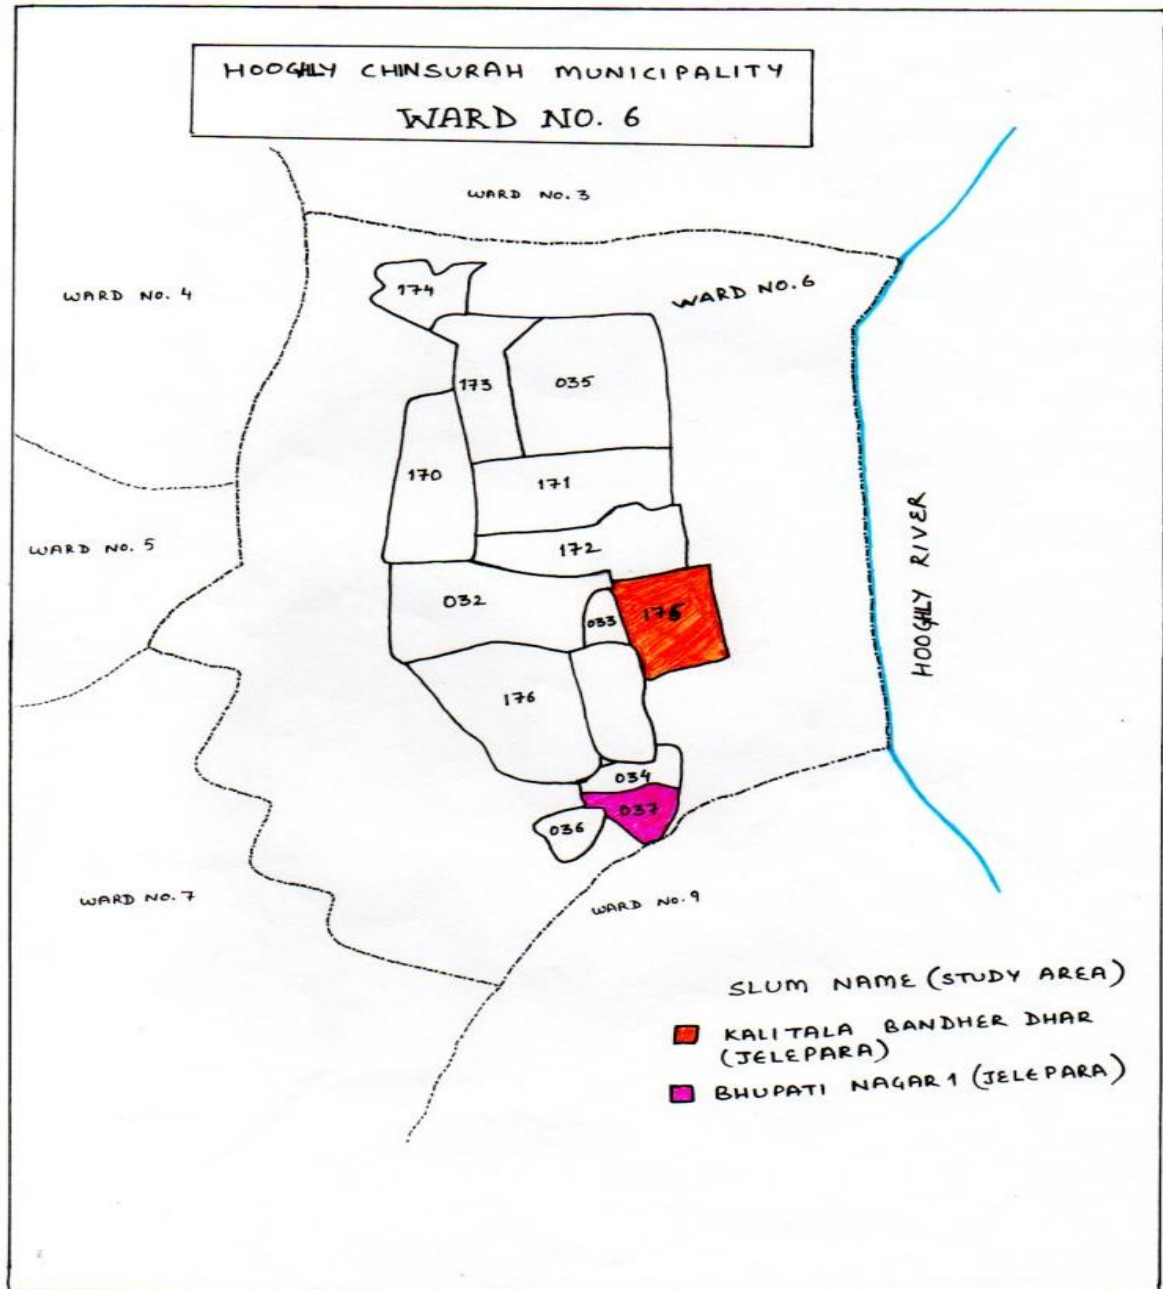 HOOGHLY CHINSURAH MUNICIPALITY
WARD NO. 6
WARD NO. 3
WARD NO. 4
WARD NO. 6
174
173
035
170
171
WARD NO. 5
172
032
033
175
HOOGHLY RIVER
176
034
037
036
WARD NO. 7
WARD NO. 9
SLUM NAME (STUDY AREA)
KALITALA BANDHER DHAR
(JELEPARA)
BHUPATI NAGAR 1 (JELEPARA)